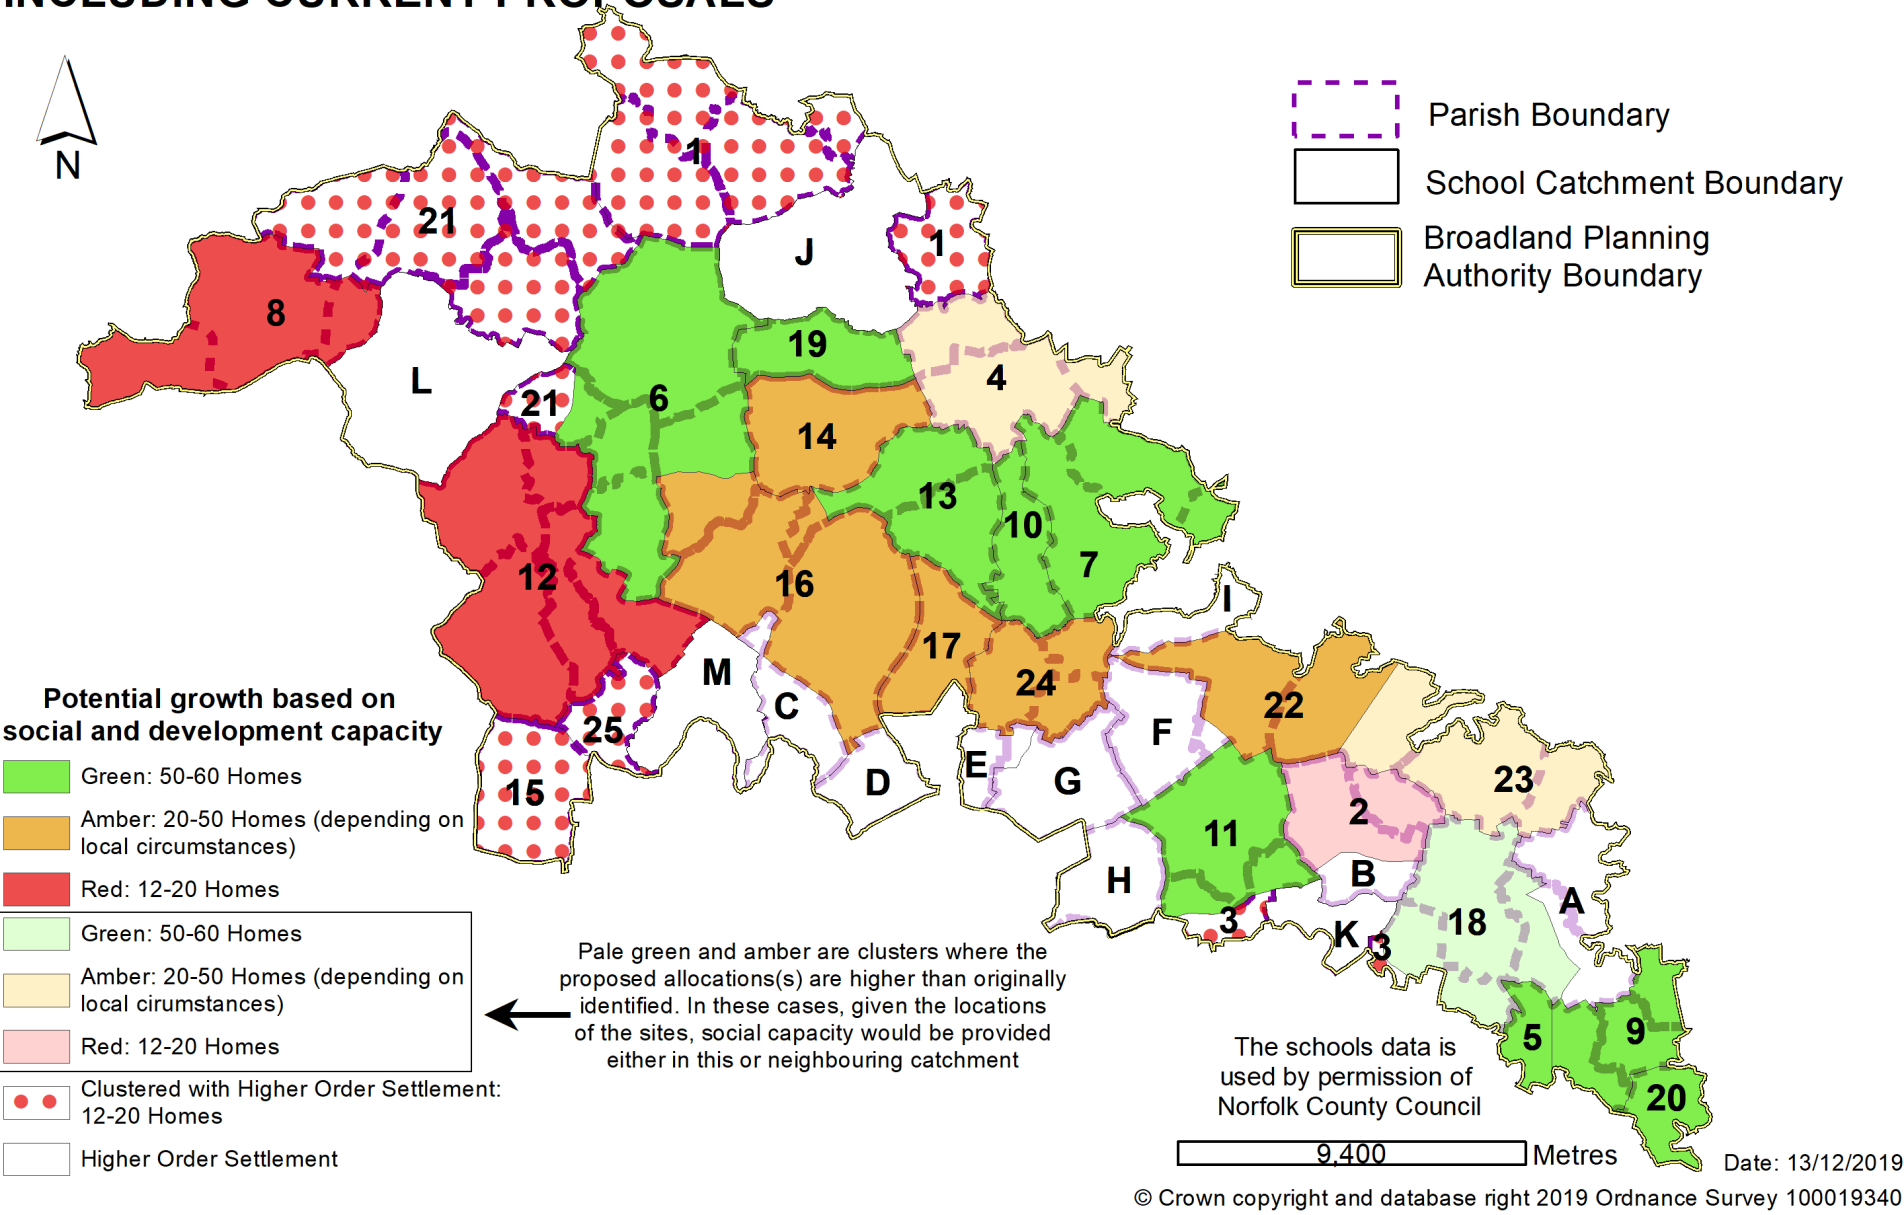 INCLUDING CURRENT PROPOSALS
N
Parish Boundary
School Catchment Boundary
Broadland Planning
Authority Boundary
1
21
J
1
8
19
L
6
4
21
14
13
10
7
12
16
I
17
M
24
C
22
F
25
E
D
G
23
15
2
11
B
H
A
3
18
K
3
5
9
20
Potential growth based on
social and development capacity
Green: 50-60 Homes
Amber: 20-50 Homes (depending on
local circumstances)
Red: 12-20 Homes
Green: 50-60 Homes
Amber: 20-50 Homes (depending on
local cirumstances)
Red: 12-20 Homes
Clustered with Higher Order Settlement:
12-20 Homes
Higher Order Settlement
Pale green and amber are clusters where the
proposed allocations(s) are higher than originally
identified. In these cases, given the locations
of the sites, social capacity would be provided
either in this or neighbouring catchment
The schools data is
used by permission of
Norfolk County Council
9,400 Metres
Date: 13/12/2019
© Crown copyright and database right 2019 Ordnance Survey 100019340